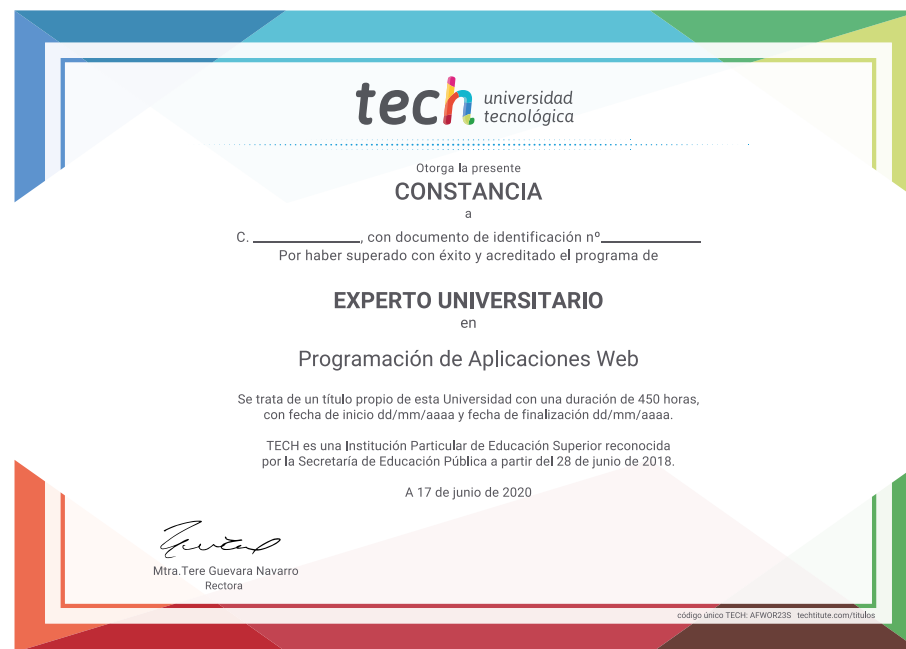 tech universidad
tecnológica
Otorga la presente
CONSTANCIA
a
C. ____________, con documento de identificación nº____________
Por haber superado con éxito y acreditado el programa de
EXPERTO UNIVERSITARIO
en
Programación de Aplicaciones Web
Se trata de un título propio de esta Universidad con una duración de 450 horas,
con fecha de inicio dd/mm/aaaa y fecha de finalización dd/mm/aaaa.
TECH es una Institución Particular de Educación Superior reconocida
por la Secretaría de Educación Pública a partir del 28 de junio de 2018.
A 17 de junio de 2020
Mtra.Tere Guevara Navarro
Rectora
código único TECH: AFWOR23S techtitute.com/titulos